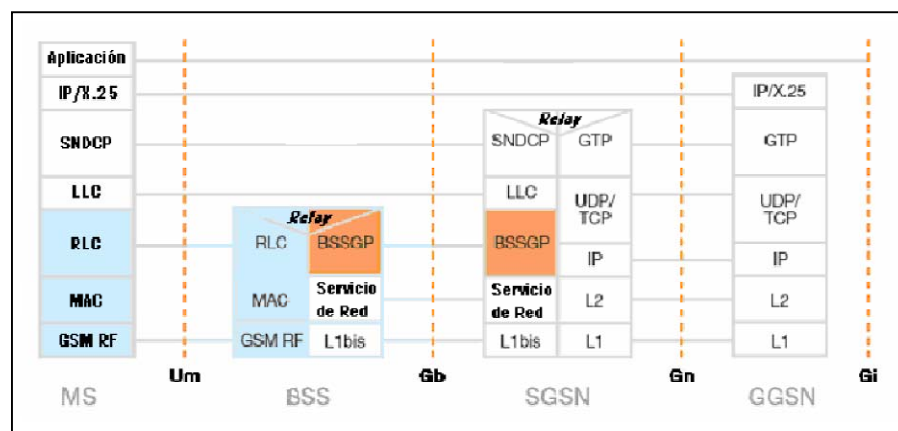 Aplicación
IP/X.25
SNDCP
LLC
RLC
MAC
GSM RF
MS
Um
Relay
RLC
BSSGP
MAC
Servicio
de Red
GSM RF
L1bis
BSS
Gb
Relay
SNDCP
GTP
LLC
UDP/
TCP
BSSGP
IP
Servicio
de Red
L2
L1bis
L1
SGSN
Gn
IP/X.25
GTP
UDP/
TCP
IP
L2
L1
GGSN
Gi